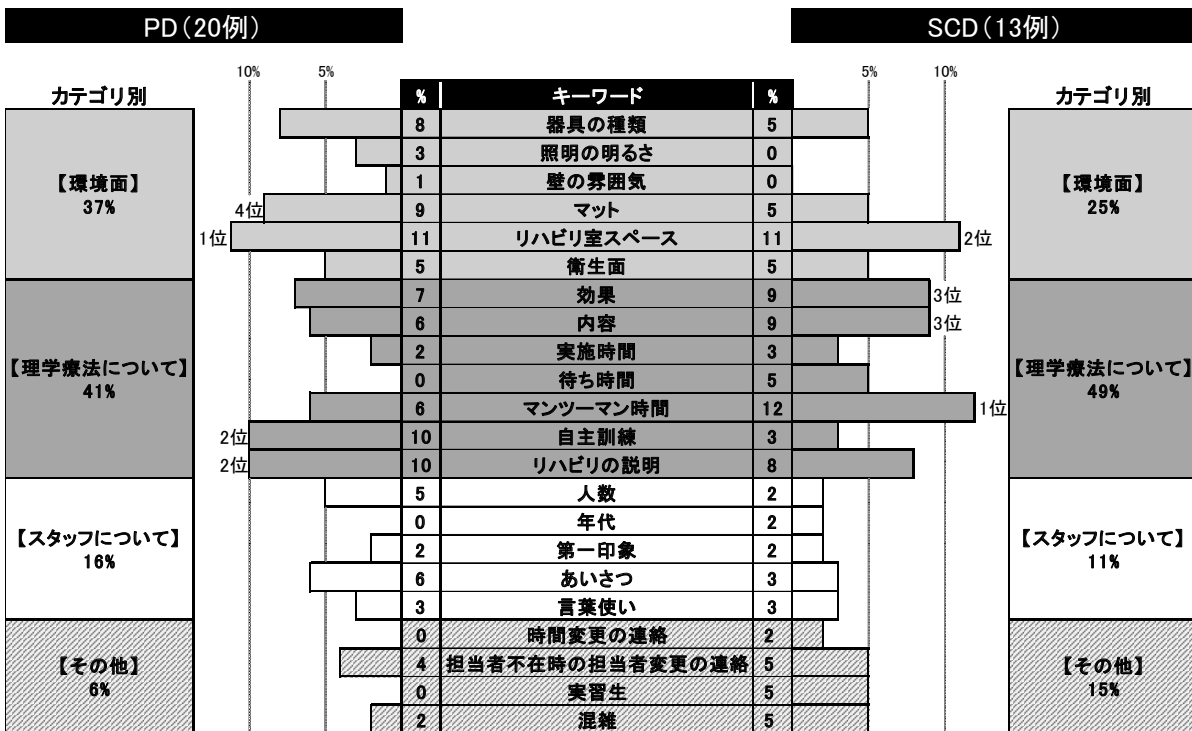 PD（20例）
SCD（13例）
10% 5%
5% 10%
カテゴリ別
% キーワード %
カテゴリ別
8 器具の種類 5
3 照明の明るさ 0
1 壁の雰囲気 0
4位 9 マット 5
1位 11 リハビリ室スペース 11 2位
5 衛生面 5
【環境面】
37%
【環境面】
25%
7 効果 9 3位
6 内容 9 3位
2 実施時間 3
0 待ち時間 5
6 マンツーマン時間 12 1位
2位 10 自主訓練 3
2位 10 リハビリの説明 8
【理学療法について】
41%
【理学療法について】
49%
5 人数 2
0 年代 2
2 第一印象 2
6 あいさつ 3
3 言葉使い 3
【スタッフについて】
16%
【スタッフについて】
11%
0 時間変更の連絡 2
4 担当者不在時の担当者変更の連絡 5
0 実習生 5
2 混雑 5
【その他】
6%
【その他】
15%